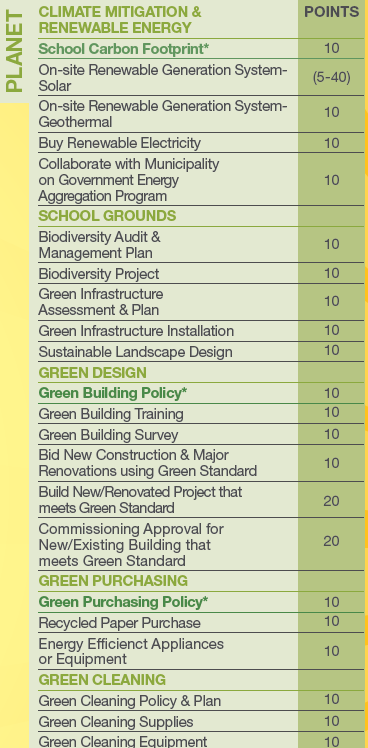 PLANET
CLIMATE MITIGATION & POINTS
RENEWABLE ENERGY
School Carbon Footprint* 10
On-site Renewable Generation System- (5-40)
Solar
On-site Renewable Generation System- 10
Geothermal
Buy Renewable Electricity 10
Collaborate with Municipality
on Government Energy 10
Aggregation Program
SCHOOL GROUNDS
Biodiversity Audit & 10
Management Plan
Biodiversity Project 10
Green Infrastructure 10
Assessment & Plan
Green Infrastructure Installation 10
Sustainable Landscape Design 10
GREEN DESIGN
Green Building Policy* 10
Green Building Training 10
Green Building Survey 10
Bid New Construction & Major 10
Renovations using Green Standard
Build New/Renovated Project that 20
meets Green Standard
Commissioning Approval for
New/Existing Building that 20
meets Green Standard
GREEN PURCHASING
Green Purchasing Policy* 10
Recycled Paper Purchase 10
Energy Efficienct Appliances 10
or Equipment
GREEN CLEANING
Green Cleaning Policy & Plan 10
Green Cleaning Supplies 10
Green Cleaning Equipment 10